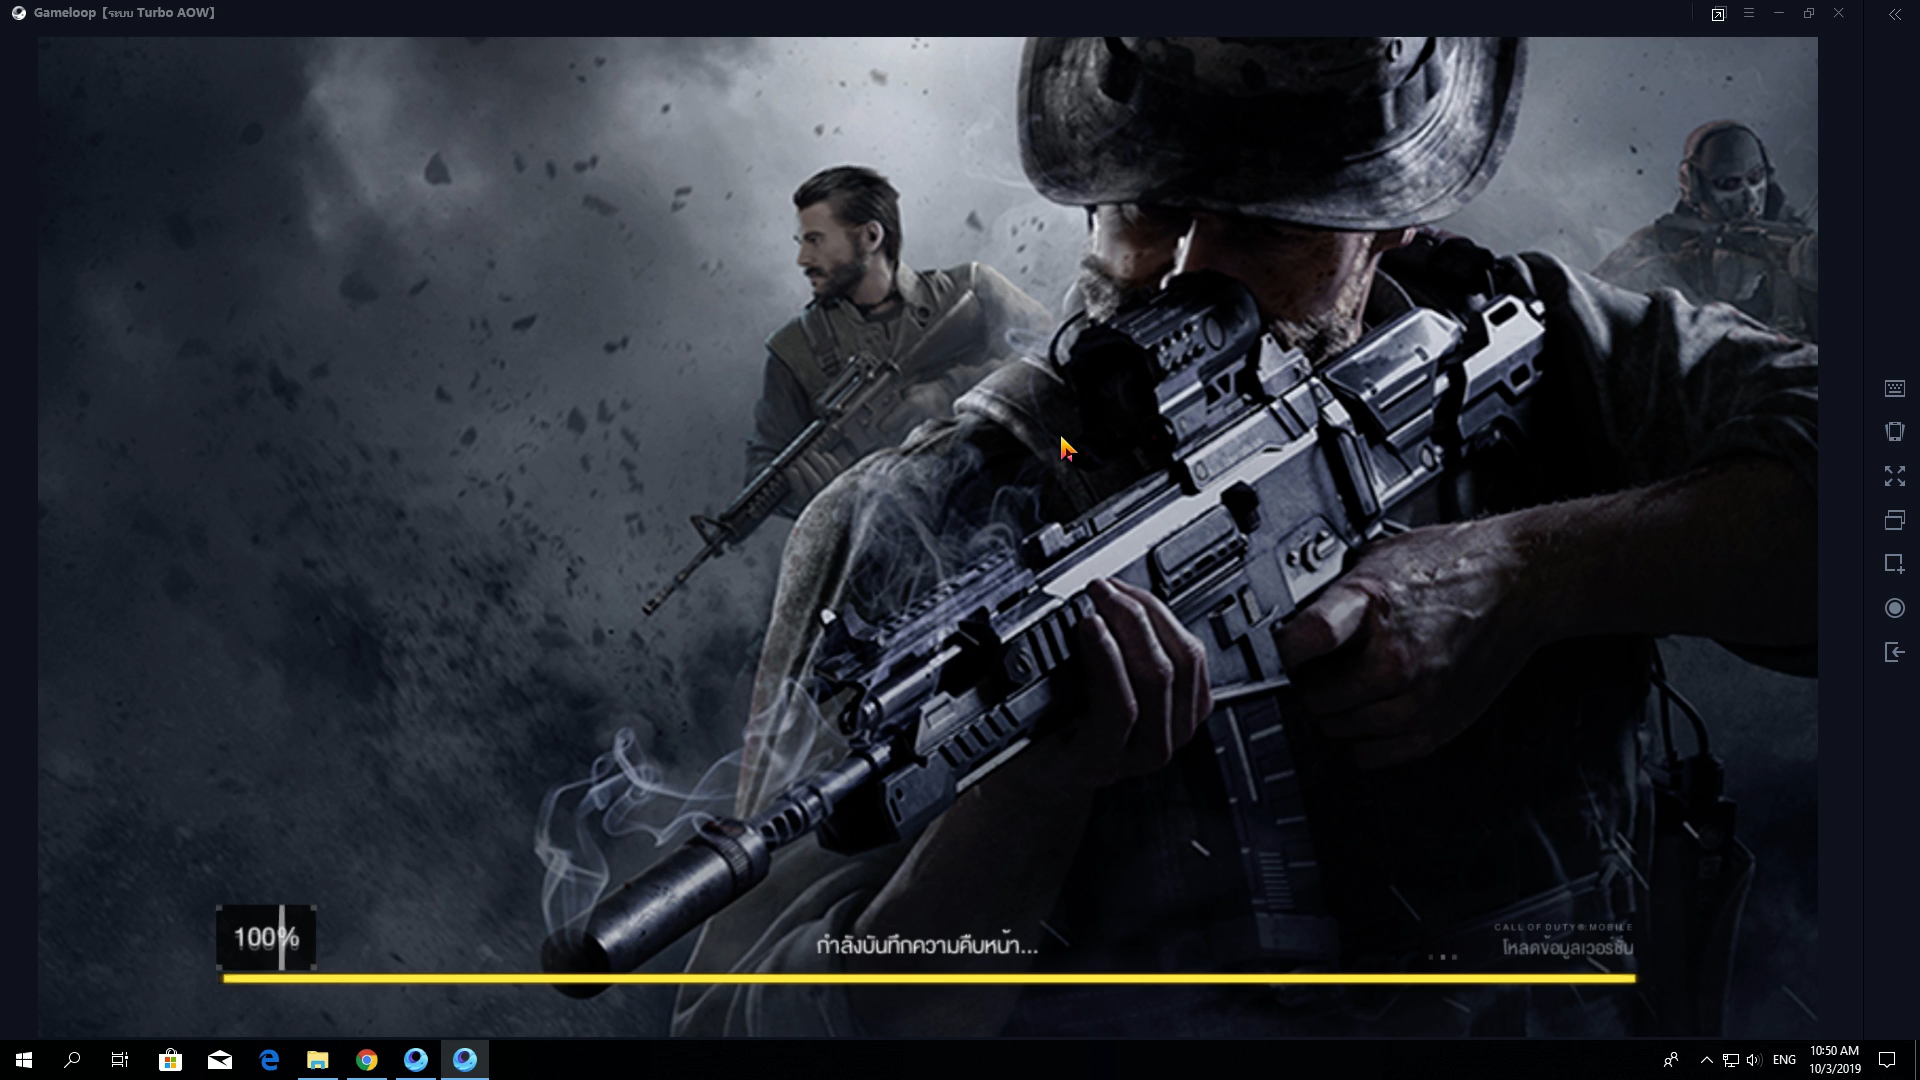 Gameloop【ระบบ Turbo AOW】
100%
กำลังบันทึกความคืบหน้า...
CALL OF DUTY®:MOBILE
โหลดข้อมูลเวอร์ชั่น
ENG
10:50 AM
10/3/2019